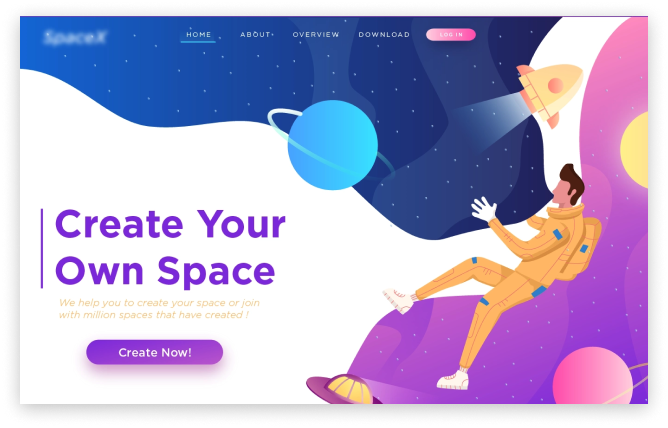 SpaceX
HOME ABOUT OVERVIEW DOWNLOAD LOG IN
Create Your
Own Space
We help you to create your space or join
with million spaces that have created !
Create Now!